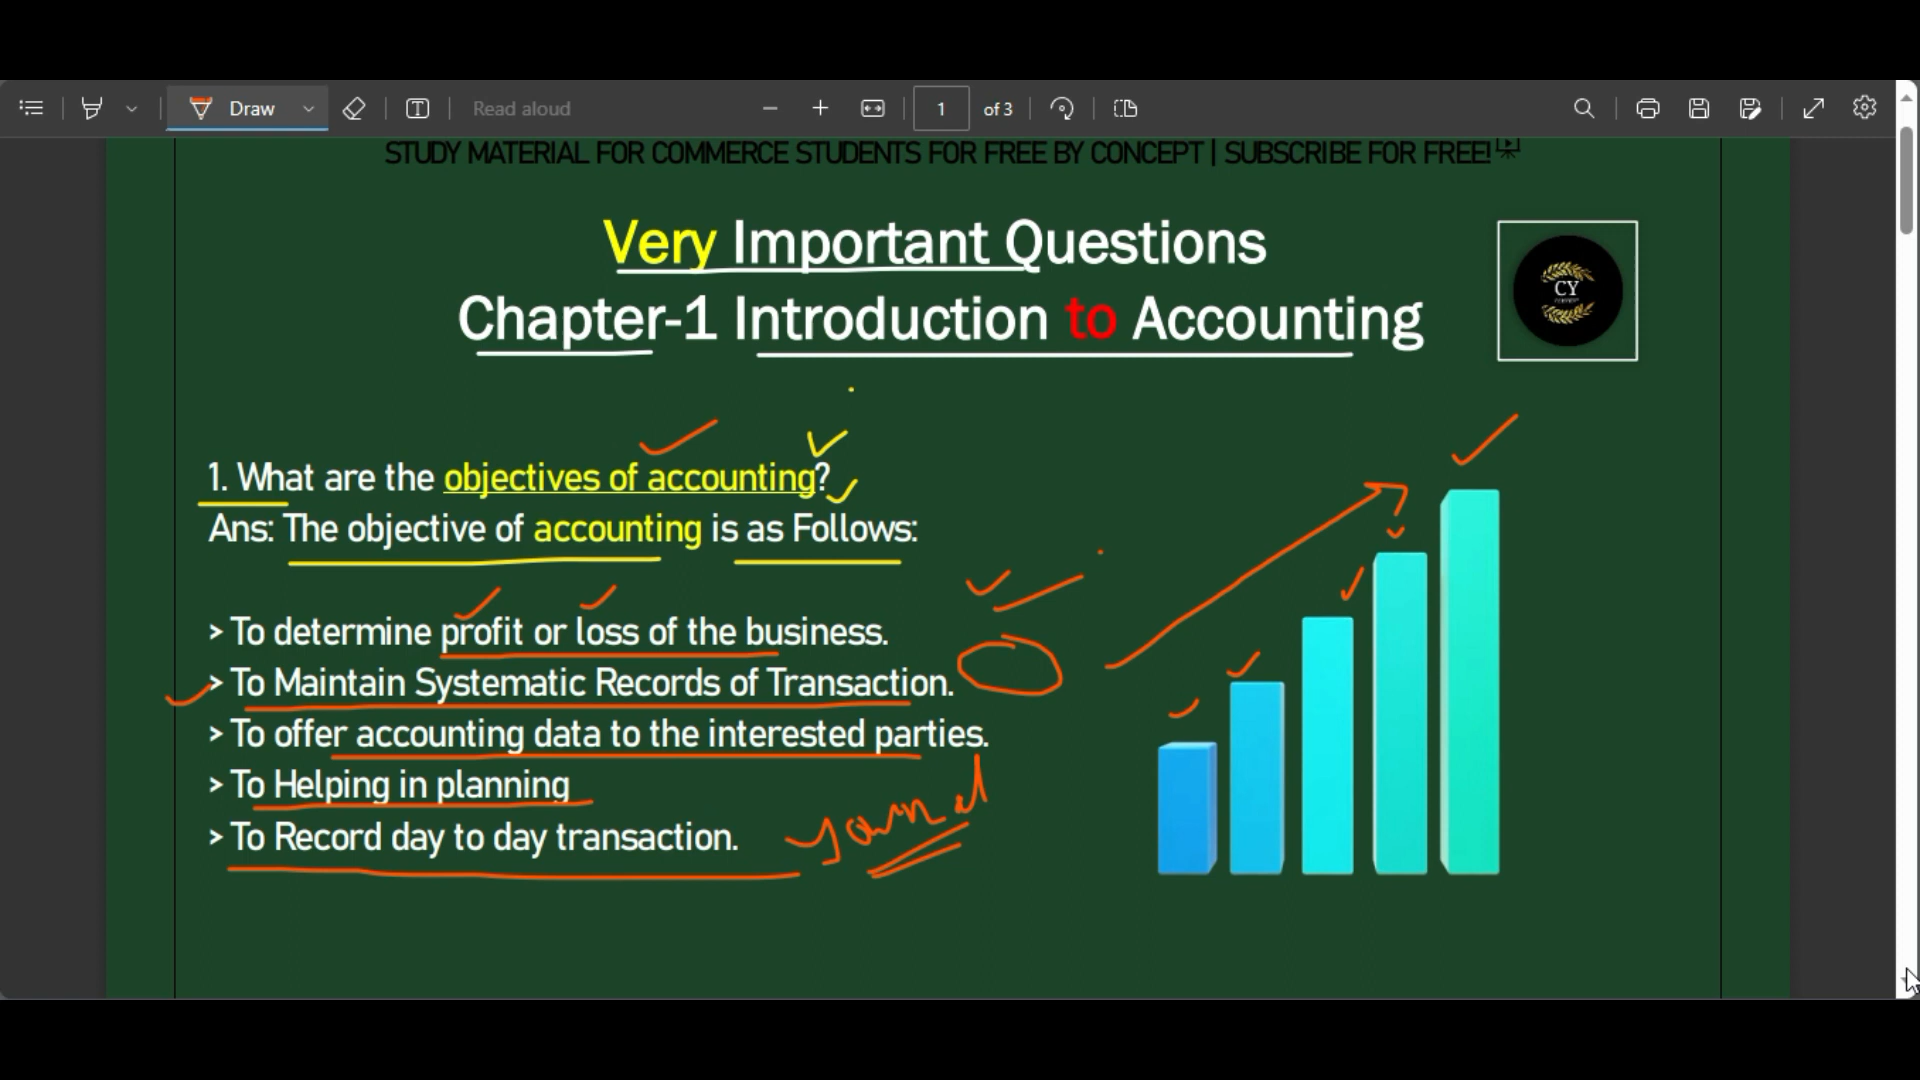 Draw
Read aloud
1 of 3
STUDY MATERIAL FOR COMMERCE STUDENTS FOR FREE BY CONCEPT | SUBSCRIBE FOR FREE!
Very Important Questions
Chapter-1 Introduction to Accounting
CY
1. What are the objectives of accounting?
Ans: The objective of accounting is as Follows:
> To determine profit or loss of the business.
> To Maintain Systematic Records of Transaction.
> To offer accounting data to the interested parties.
> To Helping in planning
> To Record day to day transaction.